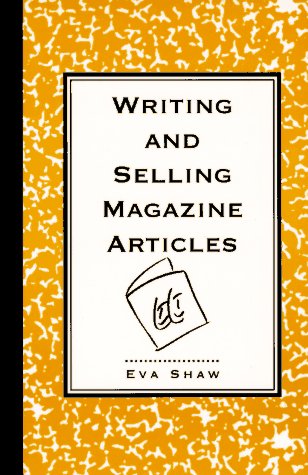 WRITING
AND
SELLING
MAGAZINE
ARTICLES
EVA SHAW